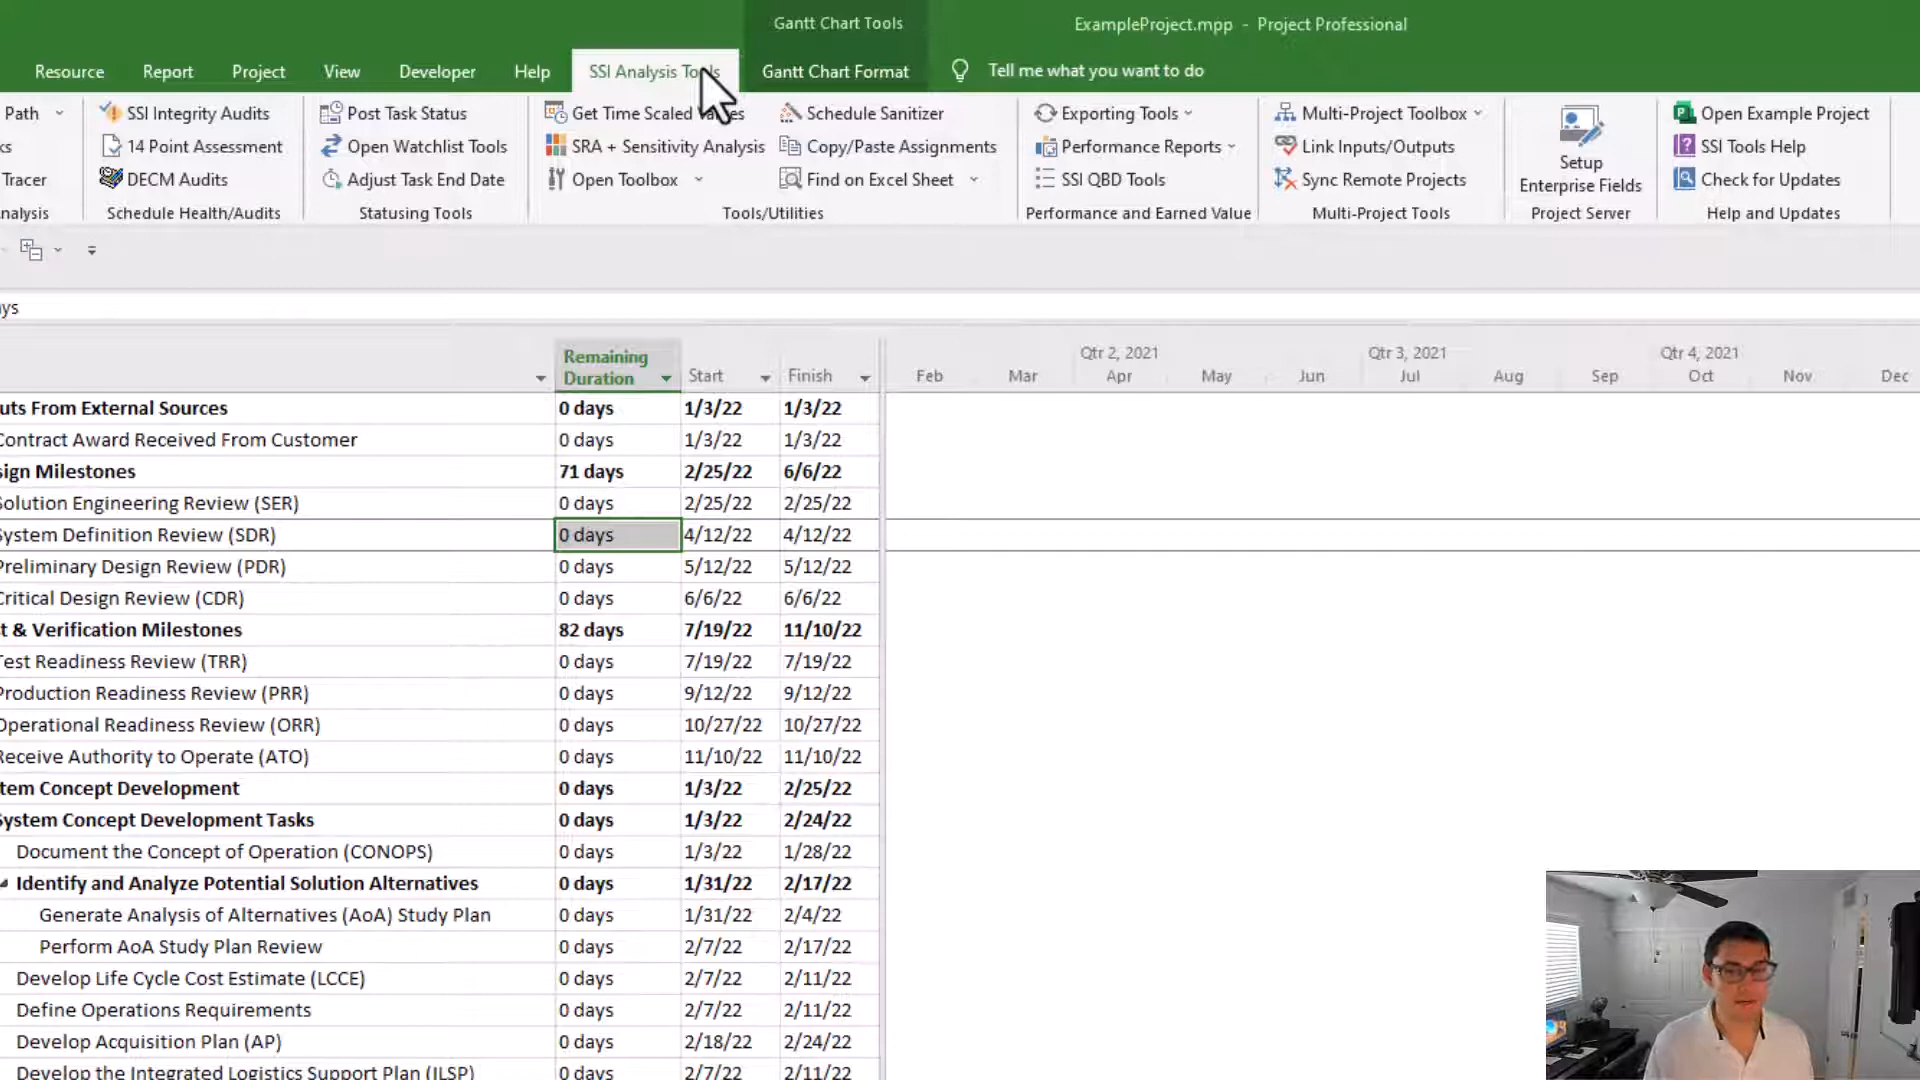 Gantt Chart Tools
ExampleProject.mpp - Project Professional
Resource Report Project View Developer Help SSI Analysis Tools Gantt Chart Format Tell me what you want to do
Path SSI Integrity Audits Post Task Status Get Time Scaled Schedule Sanitizer Exporting Tools Multi-Project Toolbox Open Example Project
14 Point Assessment Open Watchlist Tools SRA + Sensitivity Analysis Copy/Paste Assignments Performance Reports Link Inputs/Outputs Setup SSI Tools Help
Tracer DECM Audits Adjust Task End Date Open Toolbox Find on Excel Sheet SSI QBD Tools Sync Remote Projects Enterprise Fields Check for Updates
nalysis Schedule Health/Audits Statusing Tools Tools/Utilities Performance and Earned Value Multi-Project Tools Project Server Help and Updates
ys
Qtr 2, 2021 Qtr 3, 2021 Qtr 4, 2021
Remaining
Duration Start Finish Feb Mar Apr May Jun Jul Aug Sep Oct Nov Dec
uts From External Sources 0 days 1/3/22 1/3/22
Contract Award Received From Customer 0 days 1/3/22 1/3/22
sign Milestones 71 days 2/25/22 6/6/22
Solution Engineering Review (SER) 0 days 2/25/22 2/25/22
System Definition Review (SDR) 0 days 4/12/22 4/12/22
Preliminary Design Review (PDR) 0 days 5/12/22 5/12/22
Critical Design Review (CDR) 0 days 6/6/22 6/6/22
t & Verification Milestones 82 days 7/19/22 11/10/22
Test Readiness Review (TRR) 0 days 7/19/22 7/19/22
Production Readiness Review (PRR) 0 days 9/12/22 9/12/22
Operational Readiness Review (ORR) 0 days 10/27/22 10/27/22
Receive Authority to Operate (ATO) 0 days 11/10/22 11/10/22
tem Concept Development 0 days 1/3/22 2/25/22
System Concept Development Tasks 0 days 1/3/22 2/24/22
Document the Concept of Operation (CONOPS) 0 days 1/3/22 1/28/22
Identify and Analyze Potential Solution Alternatives 0 days 1/31/22 2/17/22
Generate Analysis of Alternatives (AoA) Study Plan 0 days 1/31/22 2/4/22
Perform AoA Study Plan Review 0 days 2/7/22 2/17/22
Develop Life Cycle Cost Estimate (LCCE) 0 days 2/7/22 2/11/22
Define Operations Requirements 0 days 2/7/22 2/11/22
Develop Acquisition Plan (AP) 0 days 2/18/22 2/24/22
Develop the Integrated Logistics Support Plan (ILSP) 0 days 2/7/22 2/11/22